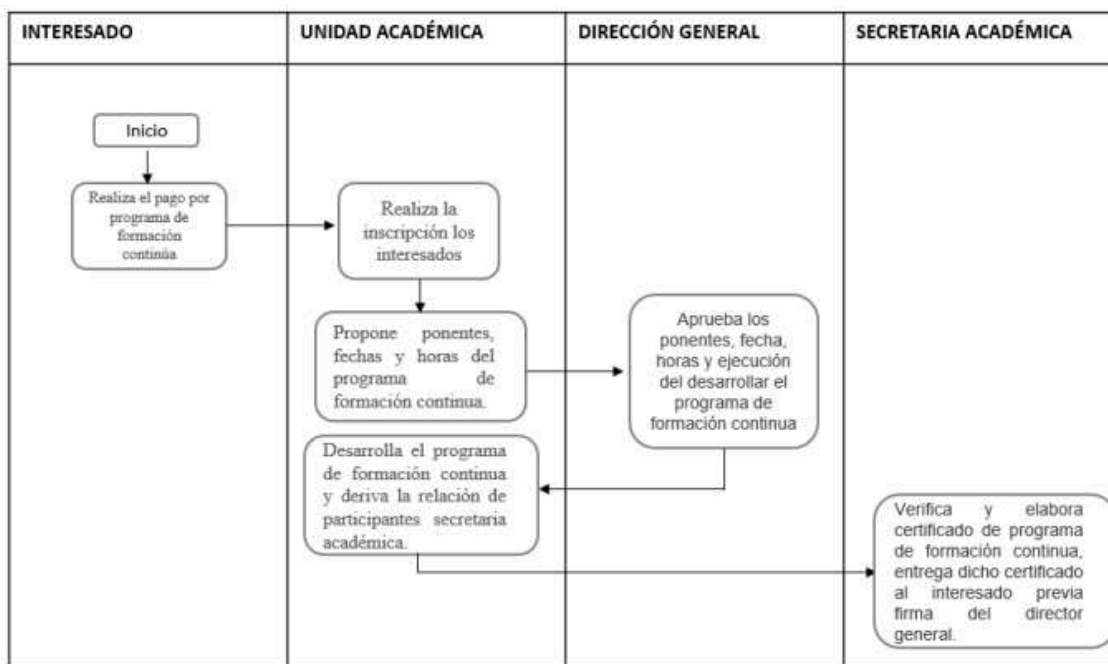 INTERESADO
UNIDAD ACADÉMICA
DIRECCIÓN GENERAL
SECRETARIA ACADÉMICA
Inicio
Realiza el pago por
programa de
formación
continúa
Realiza la
inscripción los
interesados
Propone ponentes,
fechas y horas del
programa de
formación continua.
Aprueba los
ponentes, fecha,
horas y ejecución
del desarrollar el
programa de
formación continua
Desarrolla el programa
de formación continua
y deriva la relación de
participantes secretaria
académica.
Verifica y elabora
certificado de programa
de formación continua,
entrega dicho certificado
al interesado previa
firma del director
general.